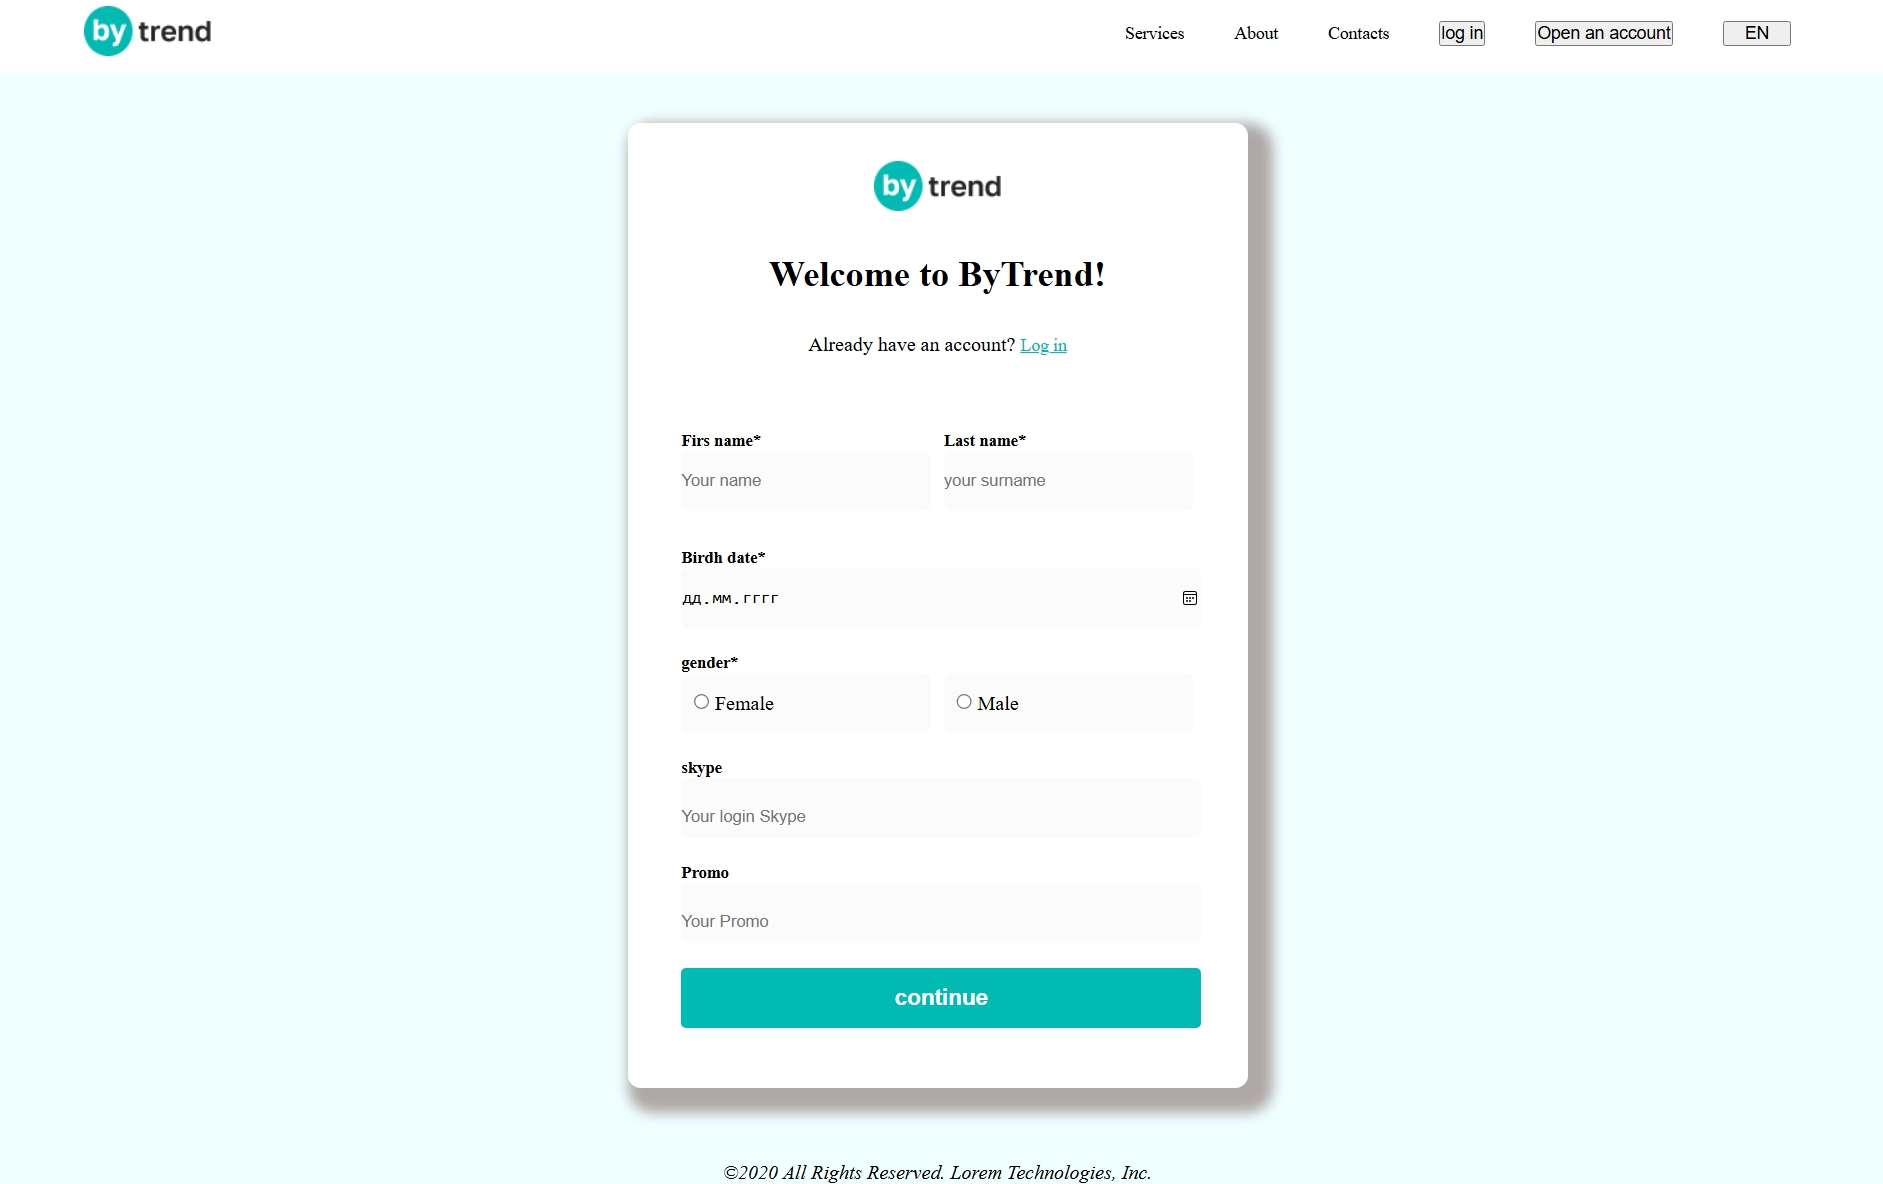 by trend
Services About Contacts log in Open an account EN
by trend
Welcome to ByTrend!
Already have an account? Log in
Firs name* Last name*
Your name your surname
Birdh date*
дд.мм.гггг
gender*
Female Male
skype
Your login Skype
Promo
Your Promo
continue
©2020 All Rights Reserved. Lorem Technologies, Inc.